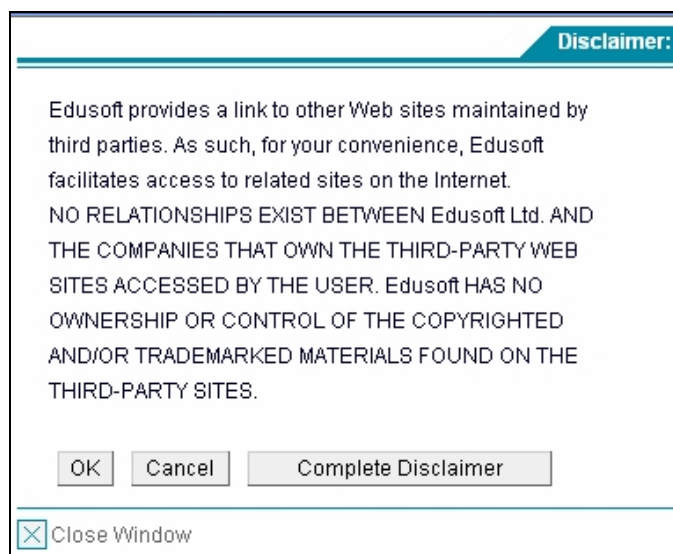 Disclaimer:
Edusoft provides a link to other Web sites maintained by
third parties. As such, for your convenience, Edusoft
facilitates access to related sites on the Internet.
NO RELATIONSHIPS EXIST BETWEEN Edusoft Ltd. AND
THE COMPANIES THAT OWN THE THIRD-PARTY WEB
SITES ACCESSED BY THE USER. Edusoft HAS NO
OWNERSHIP OR CONTROL OF THE COPYRIGHTED
AND/OR TRADEMARKED MATERIALS FOUND ON THE
THIRD-PARTY SITES.
OK Cancel Complete Disclaimer
Close Window